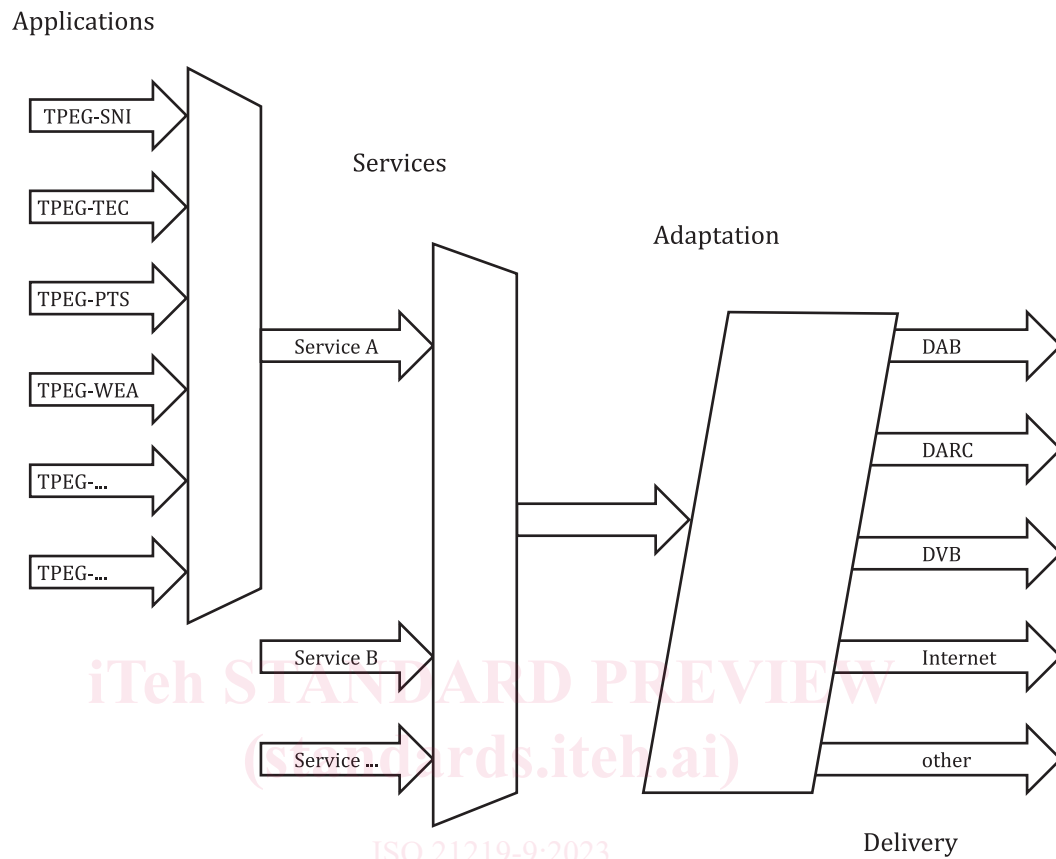 Applications
TPEG-SNI
Services
TPEG-TEC
Adaptation
TPEG-PTS
Service A
DAB
TPEG-WEA
DARC
TPEG-...
DVB
TPEG-...
Service B
Internet
iTeh STANDARD PREVIEW
(standards.iteh.ai)
Service ...
other
Delivery
ISO 21219-9:2023